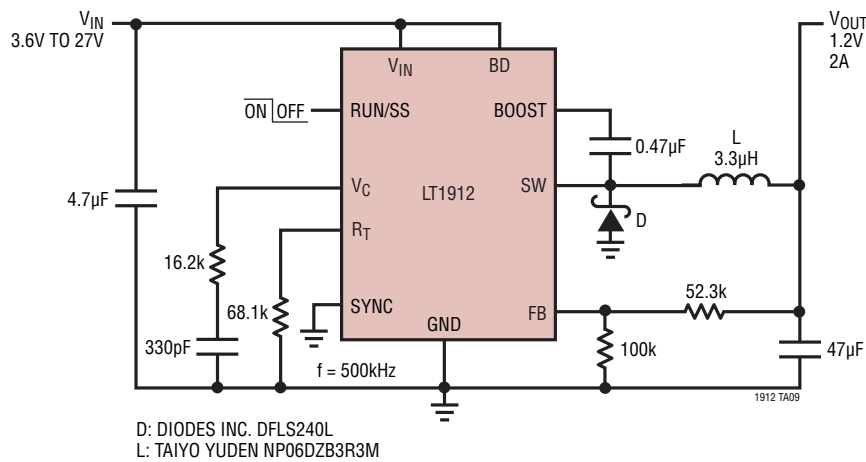 VIN
3.6V TO 27V
VOUT
1.2V
2A
VIN
BD
ON OFF
RUN/SS
BOOST
0.47µF
L
3.3µH
4.7µF
VC
LT1912
SW
D
RT
16.2k
52.3k
68.1k
SYNC
FB
GND
330pF
f = 500kHz
100k
47µF
1912 TA09
D: DIODES INC. DFLS240L
L: TAIYO YUDEN NP06DZB3R3M